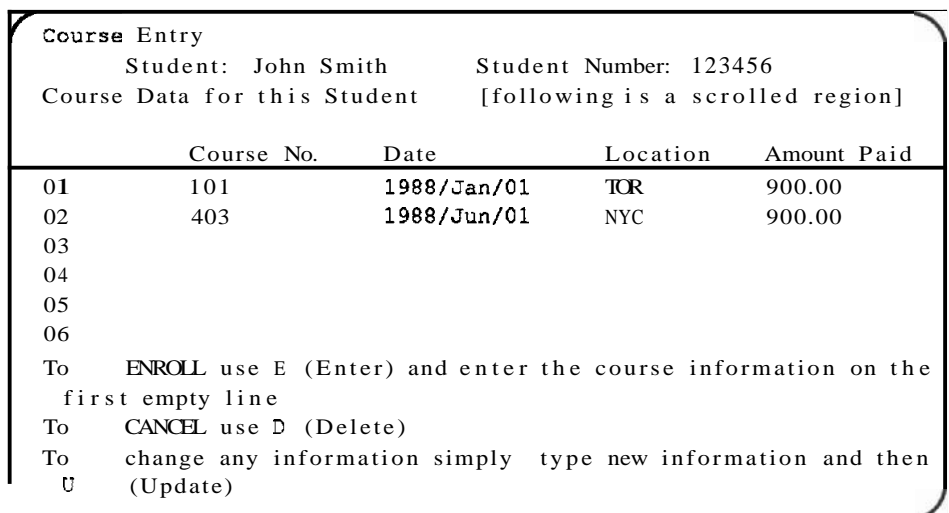 Course Entry
Student: John Smith Student Number: 123456
Course Data for this Student [following is a scrolled region]
Course No. Date Location Amount Paid
01 101 1988/Jan/01 TOR 900.00
02 403 1988/Jun/01 NYC 900.00
03
04
05
06
To ENROLL use E (Enter) and enter the course information on the
first empty line
To CANCEL use D (Delete)
To change any information simply type new information and then
U (Update)